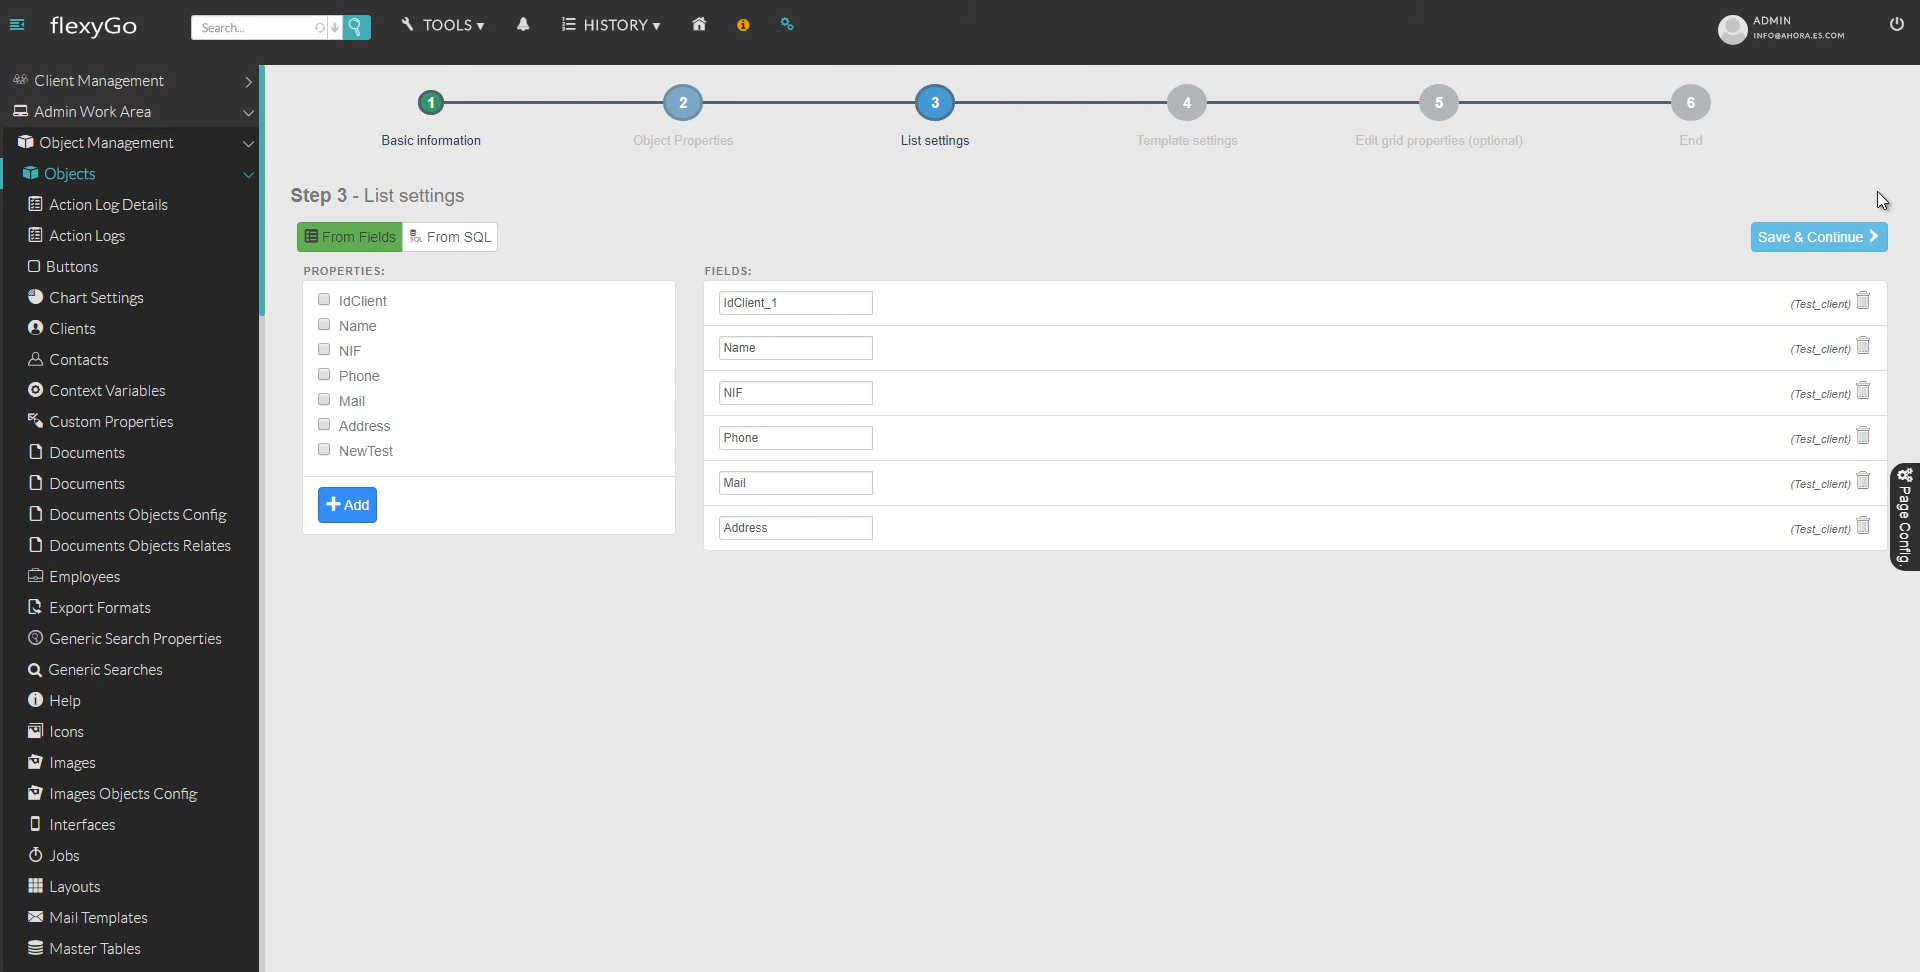 flexyGo
Search...
TOOLS
HISTORY
ADMIN
INFO@AHORA.ES.COM
Client Management
Admin Work Area
Object Management
Objects
Action Log Details
Action Logs
Buttons
Chart Settings
Clients
Contacts
Context Variables
Custom Properties
Documents
Documents
Documents Objects Config
Documents Objects Relates
Employees
Export Formats
Generic Search Properties
Generic Searches
Help
Icons
Images
Images Objects Config
Interfaces
Jobs
Layouts
Mail Templates
Master Tables
1
2
3
4
5
6
Basic information
Object Properties
List settings
Template settings
Edit grid properties (optional)
End
Step 3 - List settings
From Fields
SQL From SQL
Save & Continue
PROPERTIES:
IdClient
Name
NIF
Phone
Mail
Address
NewTest
Add
FIELDS:
IdClient_1 (Test_client)
Name (Test_client)
NIF (Test_client)
Phone (Test_client)
Mail (Test_client)
Address (Test_client)
Page Config.